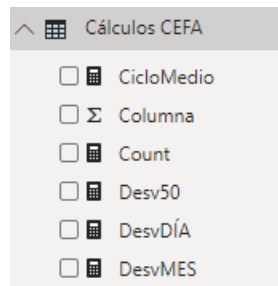 Cálculos CEFA
CicloMedio
Columna
Count
Desv50
DesvDÍA
DesvMES